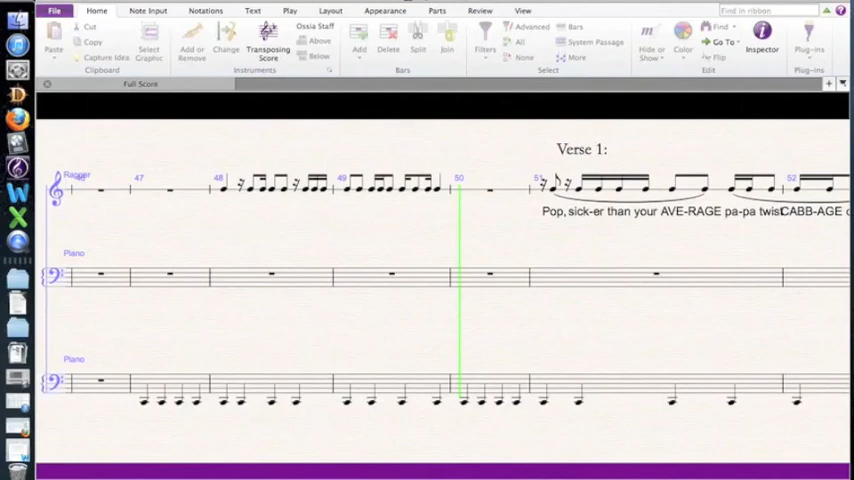 File Home Note Input Notations Text Play Layout Appearance Parts Review View Find in ribbon
Cut Ossia Staff Advanced Bars Find
Copy Above All System Passage Go To
Paste Capture Idea Select Graphic Add or Remove Change Transposing Score Below Add Delete Split Join Filters None More Hide or Show Color Flip Inspector Plug-ins
Clipboard Instruments Bars Select Edit Plug-ins
Full Score
Verse 1:
Rapper 47 48 49 50 51 52
Pop, sick-er than your AVE-RAGE pa-pa twist CABB-AGE
Piano
Piano